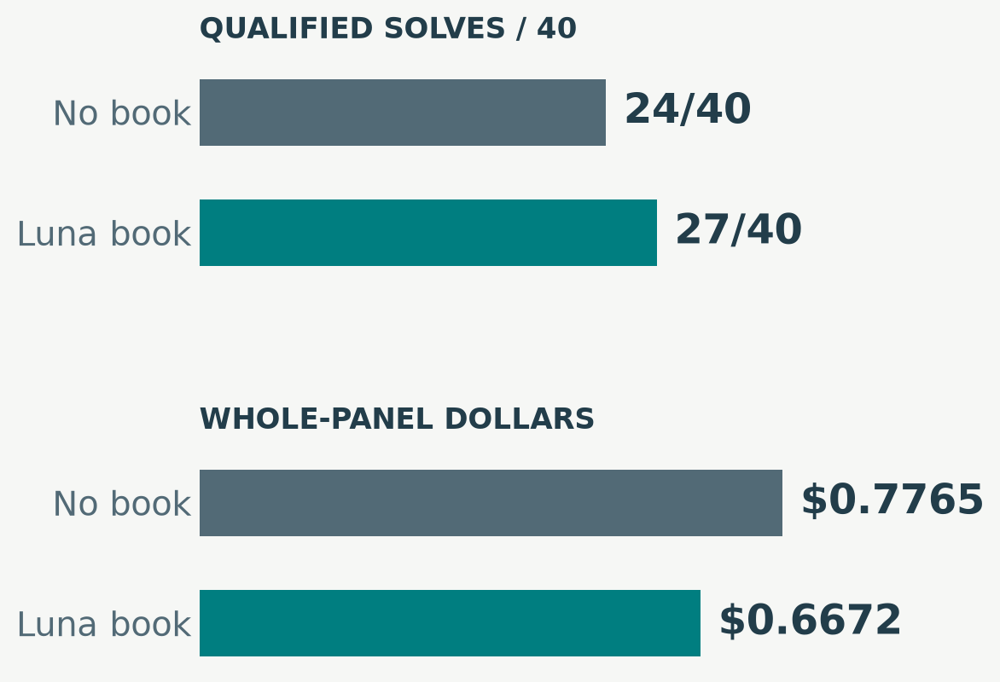 QUALIFIED SOLVES / 40
No book 24/40
Luna book 27/40
WHOLE-PANEL DOLLARS
No book $0.7765
Luna book $0.6672